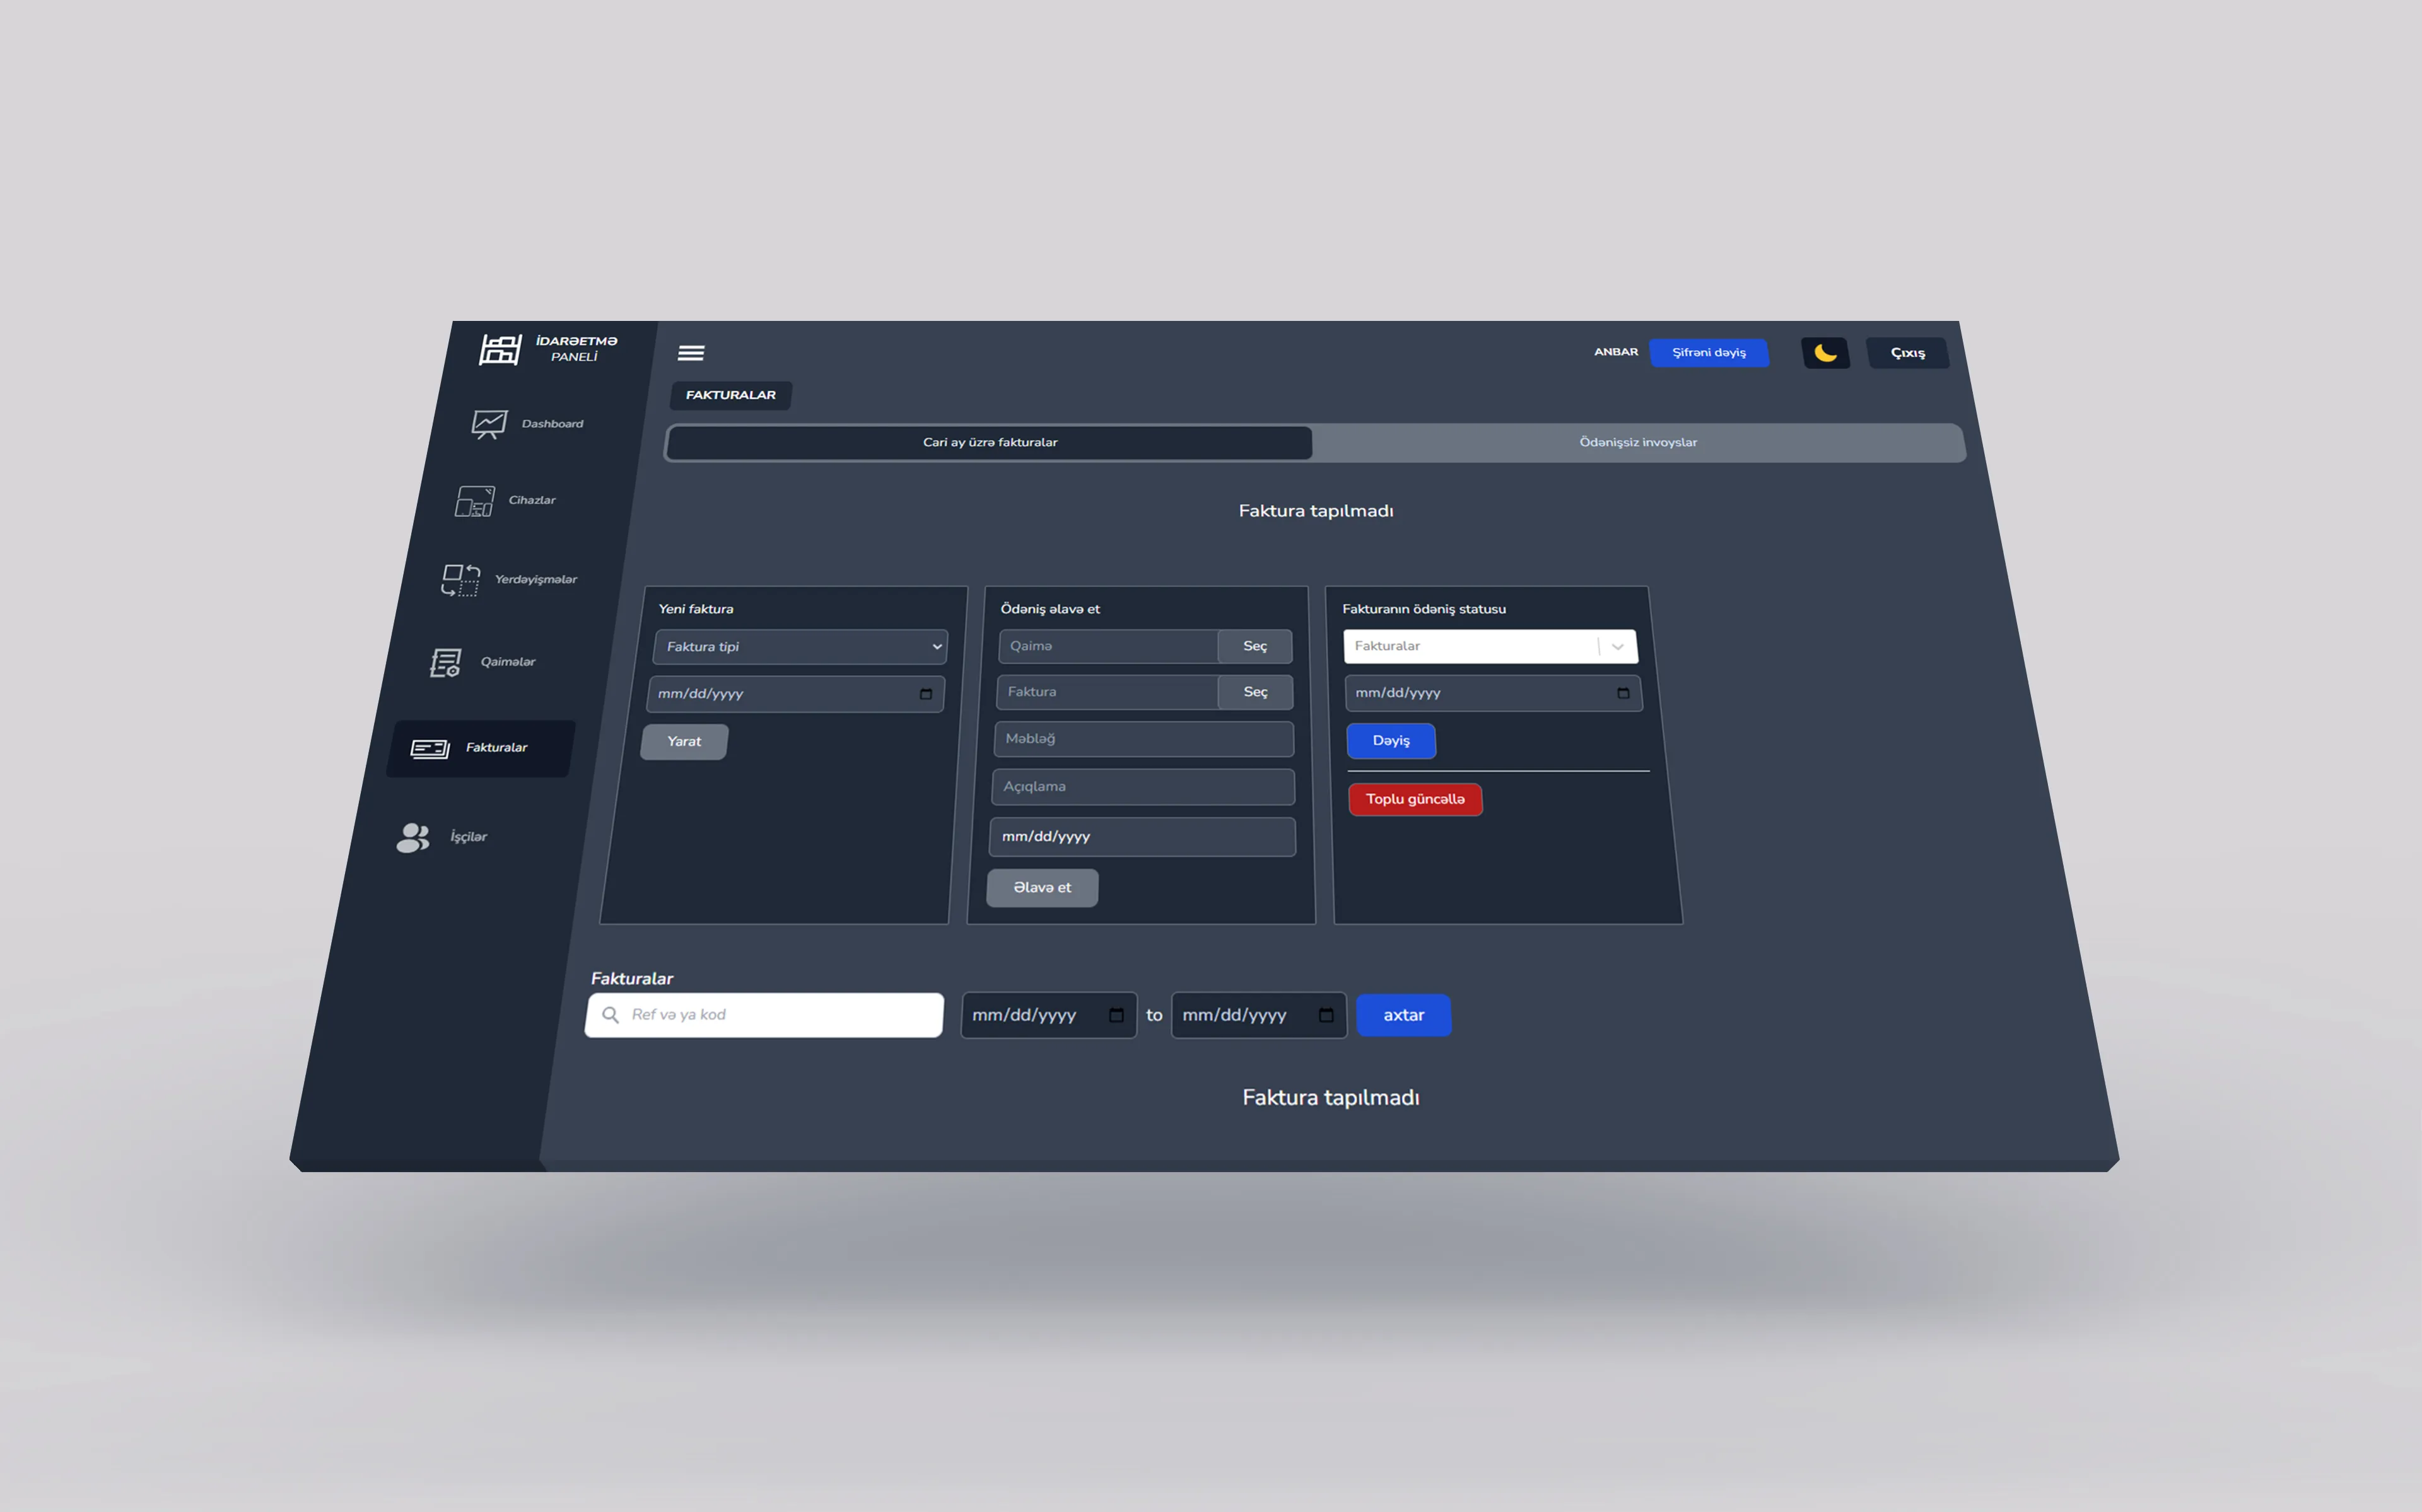 İDARƏETMƏ
PANELİ
ANBAR
Şifrəni dəyiş
Çıxış
FAKTURALAR
Dashboard
Cihazlar
Yerdəyişmələr
Qaimələr
Fakturalar
İşçilər
Cari ay üzrə fakturalar
Ödənişsiz invoyslar
Faktura tapılmadı
Yeni faktura
Faktura tipi
mm/dd/yyyy
Yarat
Ödəniş əlavə et
Qaimə
Seç
Faktura
Seç
Məbləğ
Açıqlama
mm/dd/yyyy
Əlavə et
Fakturanın ödəniş statusu
Fakturalar
mm/dd/yyyy
Dəyiş
Toplu güncəllə
Fakturalar
Ref və ya kod
mm/dd/yyyy
to
mm/dd/yyyy
axtar
Faktura tapılmadı